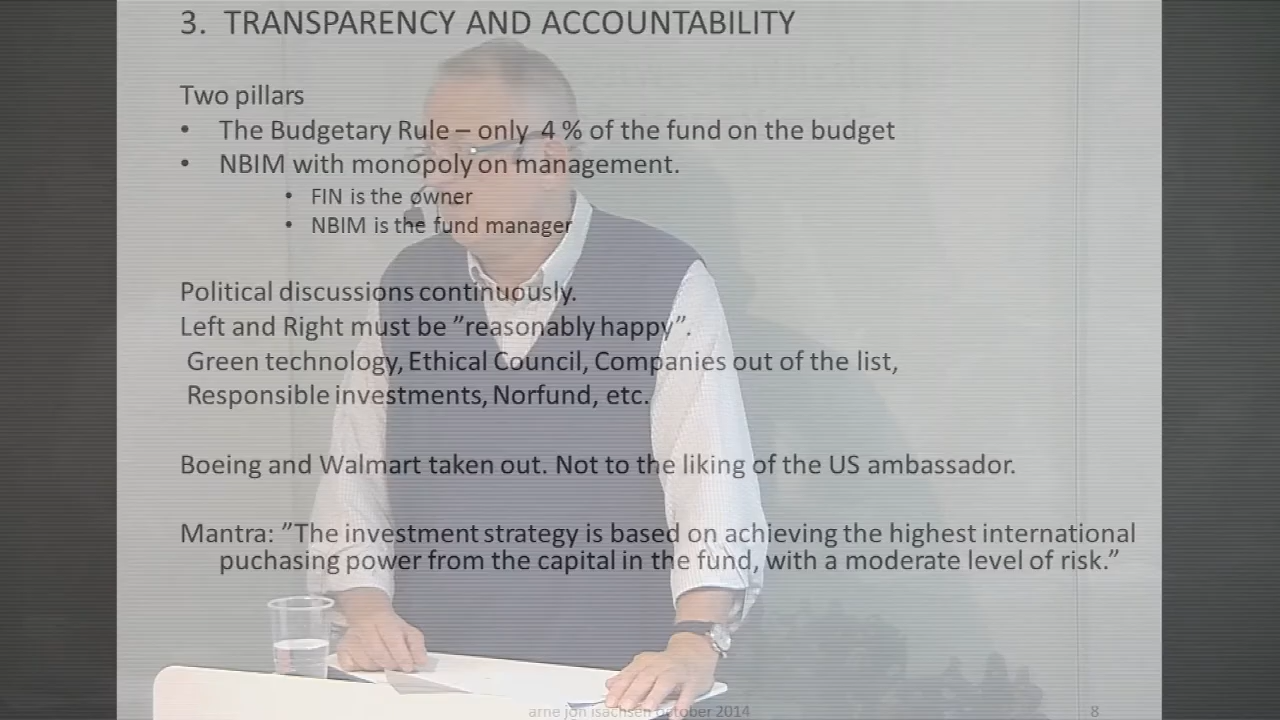 3. TRANSPARENCY AND ACCOUNTABILITY
Two pillars
• The Budgetary Rule – only 4 % of the fund on the budget
• NBIM with monopoly on management.
• FIN is the owner
• NBIM is the fund manager
Political discussions continuously.
Left and Right must be ”reasonably happy”.
Green technology, Ethical Council, Companies out of the list,
Responsible investments, Norfund, etc.
Boeing and Walmart taken out. Not to the liking of the US ambassador.
Mantra: ”The investment strategy is based on achieving the highest international
puchasing power from the capital in the fund, with a moderate level of risk.”
arne jon isachsen october 2014
8